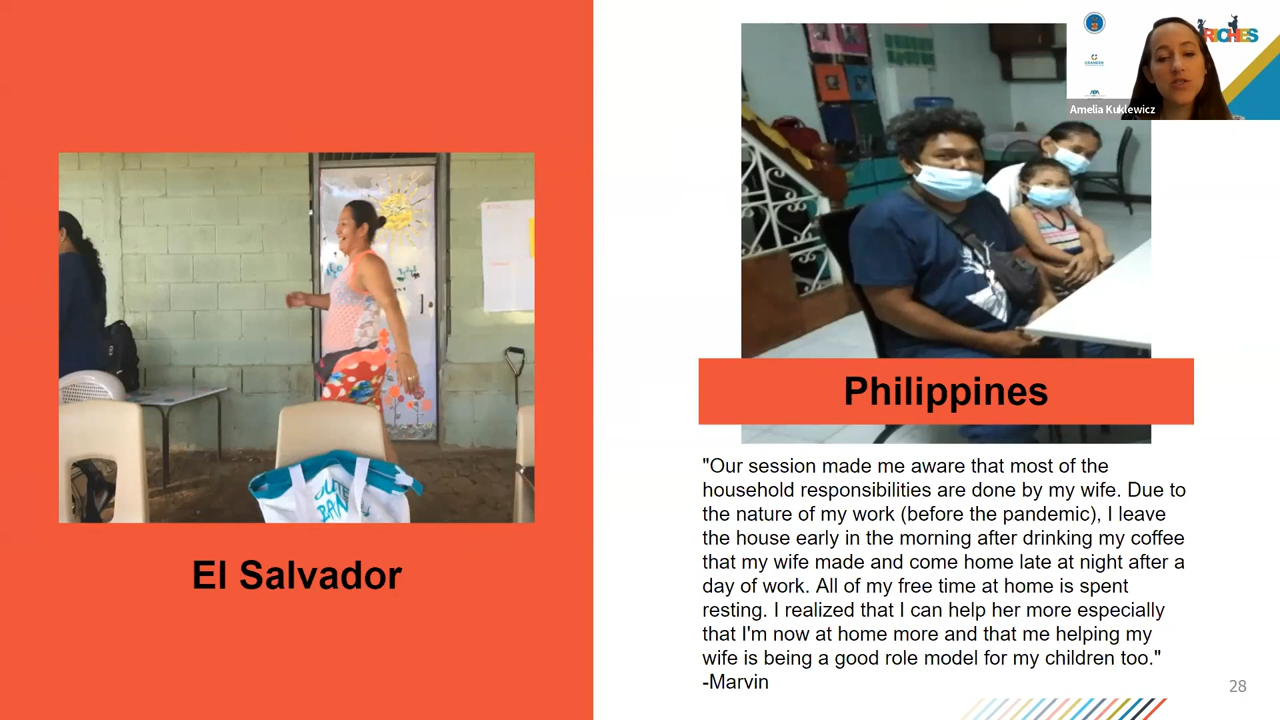 El Salvador
RICHES
Amelia Kuklewicz
Philippines
"Our session made me aware that most of the
household responsibilities are done by my wife. Due to
the nature of my work (before the pandemic), I leave
the house early in the morning after drinking my coffee
that my wife made and come home late at night after a
day of work. All of my free time at home is spent
resting. I realized that I can help her more especially
that I'm now at home more and that me helping my
wife is being a good role model for my children too."
-Marvin
28